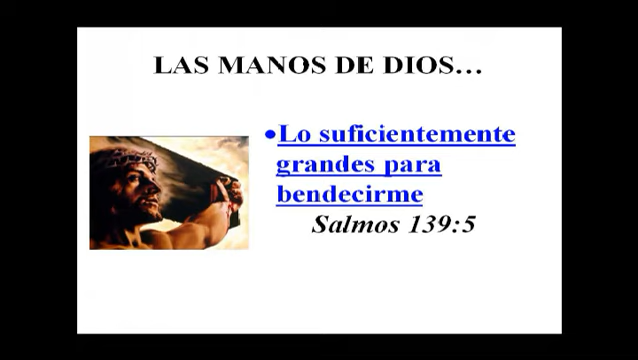 LAS MANOS DE DIOS...
•Lo suficientemente
grandes para
bendecirme
Salmos 139:5